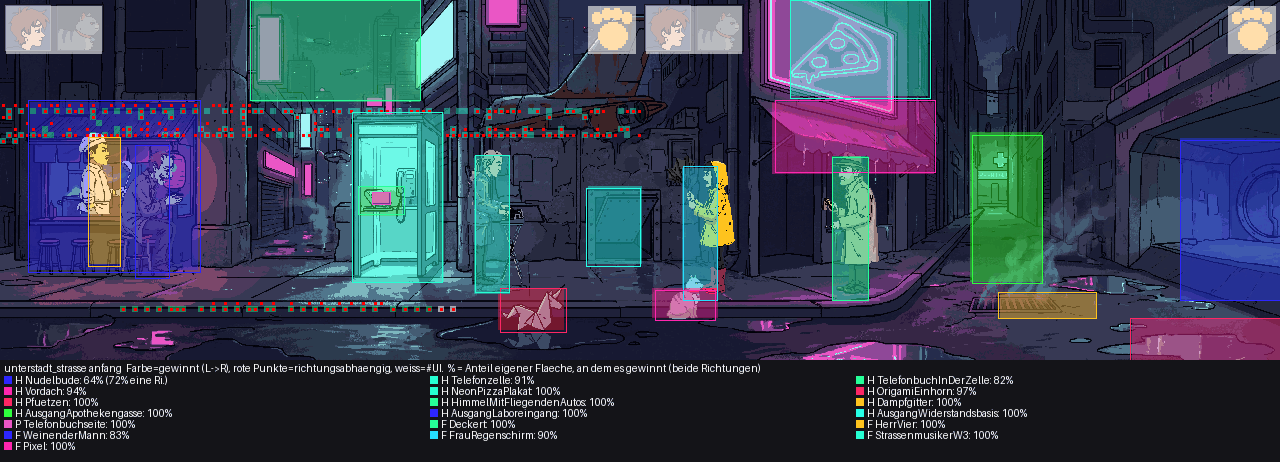 unterstadt_strasse anfang Farbe=gewinnt (L->R), rote Punkte=richtungsabhaengig, weiss=#UI. % = Anteil eigener Flaeche, an dem es gewinnt (beide Richtungen)
H Nudelbude: 64% (72% eine Ri.)
H Telefonzelle: 91%
H TelefonbuchInDerZelle: 82%
H Vordach: 94%
H NeonPizzaPlakat: 100%
H OrigamiEinhorn: 97%
H Pfuetzen: 100%
H HimmelMitFliegendenAutos: 100%
H Dampfgitter: 100%
H AusgangApothekengasse: 100%
H AusgangLaboreingang: 100%
H AusgangWiderstandsbasis: 100%
P Telefonbuchseite: 100%
F Deckert: 100%
F HerrVier: 100%
F WeinenderMann: 83%
F FrauRegenschirm: 90%
F StrassenmusikerW3: 100%
F Pixel: 100%